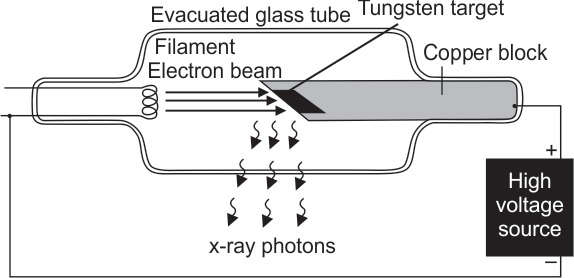 Evacuated glass tube
Tungsten target
Filament
Electron beam
Copper block
+
High
voltage
source
−
x-ray photons